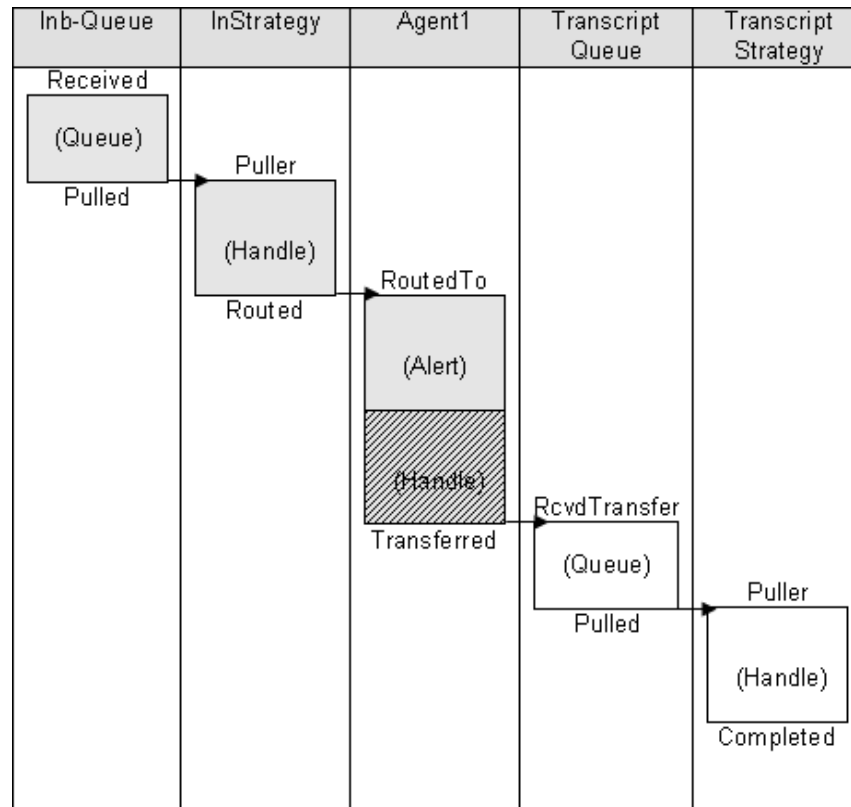 Inb-Queue
InStrategy
Agent1
Transcript
Queue
Transcript
Strategy
Received
(Queue)
Pulled
Puller
(Handle)
Routed
RoutedTo
(Alert)
(Handle)
Transferred
RcvdTransfer
(Queue)
Pulled
Puller
(Handle)
Completed